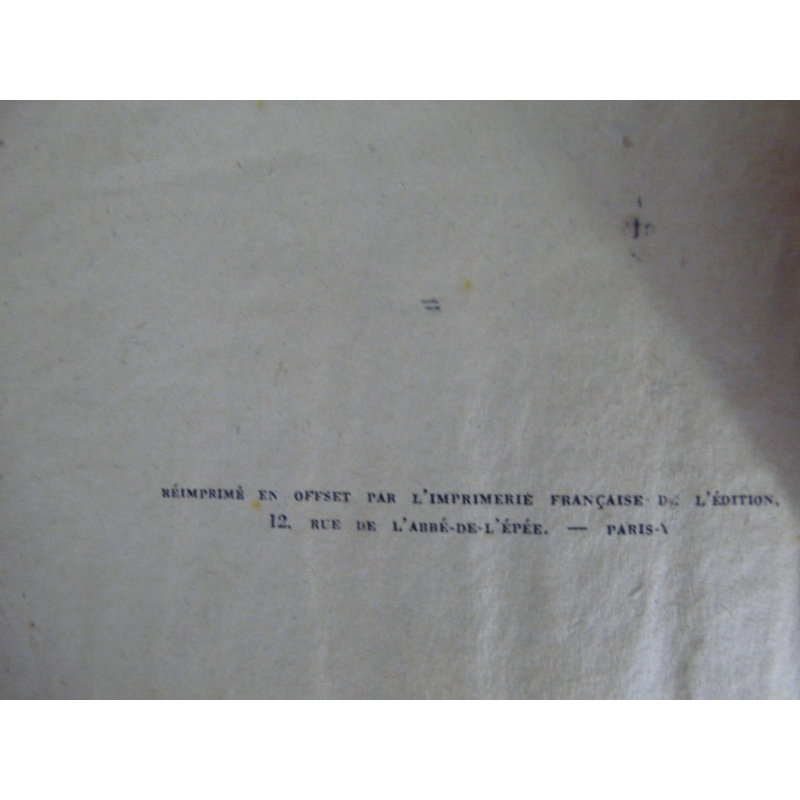 RÉIMPRIMÉ EN OFFSET PAR L'IMPRIMERIE FRANÇAISE DE L'ÉDITION,
12, RUE DE L'ABBÉ-DE-L'ÉPÉE. — PARIS-V